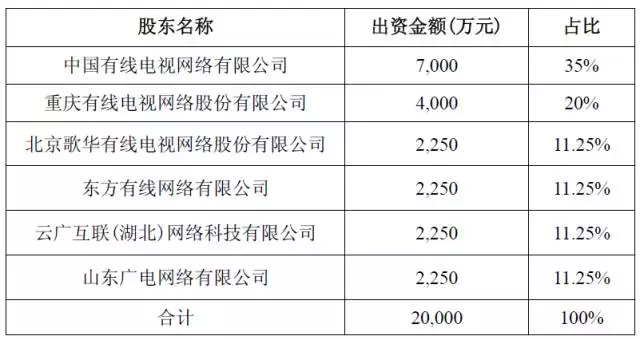 股东名称 出资金额(万元) 占比
中国有线电视网络有限公司 7,000 35%
重庆有线电视网络股份有限公司 4,000 20%
北京歌华有线电视网络股份有限公司 2,250 11.25%
东方有线网络有限公司 2,250 11.25%
云广互联(湖北)网络科技有限公司 2,250 11.25%
山东广电网络有限公司 2,250 11.25%
合计 20,000 100%